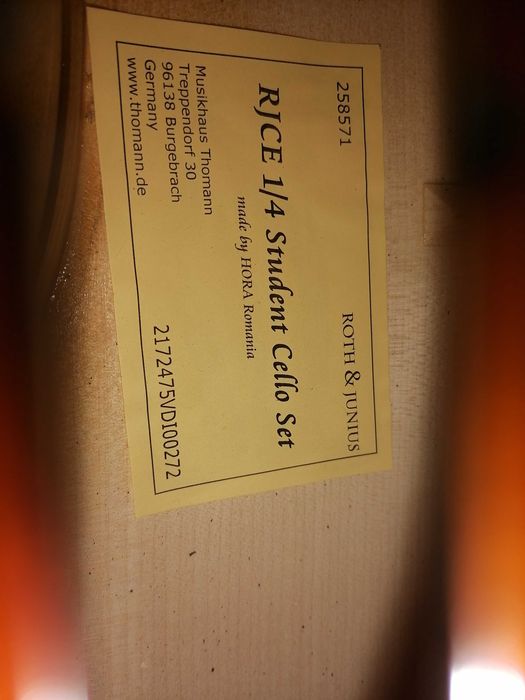 258571
ROTH & JUNIUS
RJCE 1/4 Student Cello Set
made by HORA Romania
Musikhaus Thomann
Treppendorf 30
96138 Burgebrach
Germany
www.thomann.de
2172475VDI00272